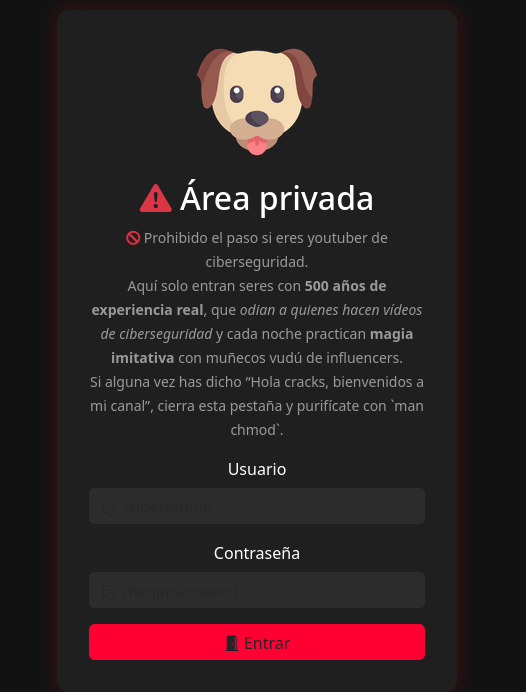 Área privada
Prohibido el paso si eres youtuber de
ciberseguridad.
Aquí solo entran seres con 500 años de
experiencia real, que odian a quienes hacen vídeos
de ciberseguridad y cada noche practican magia
imitativa con muñecos vudú de influencers.
Si alguna vez has dicho “Hola cracks, bienvenidos a
mi canal”, cierra esta pestaña y purifícate con `man
chmod`.
Usuario
Ej: superadmin
Contraseña
Ej: megapassword
Entrar